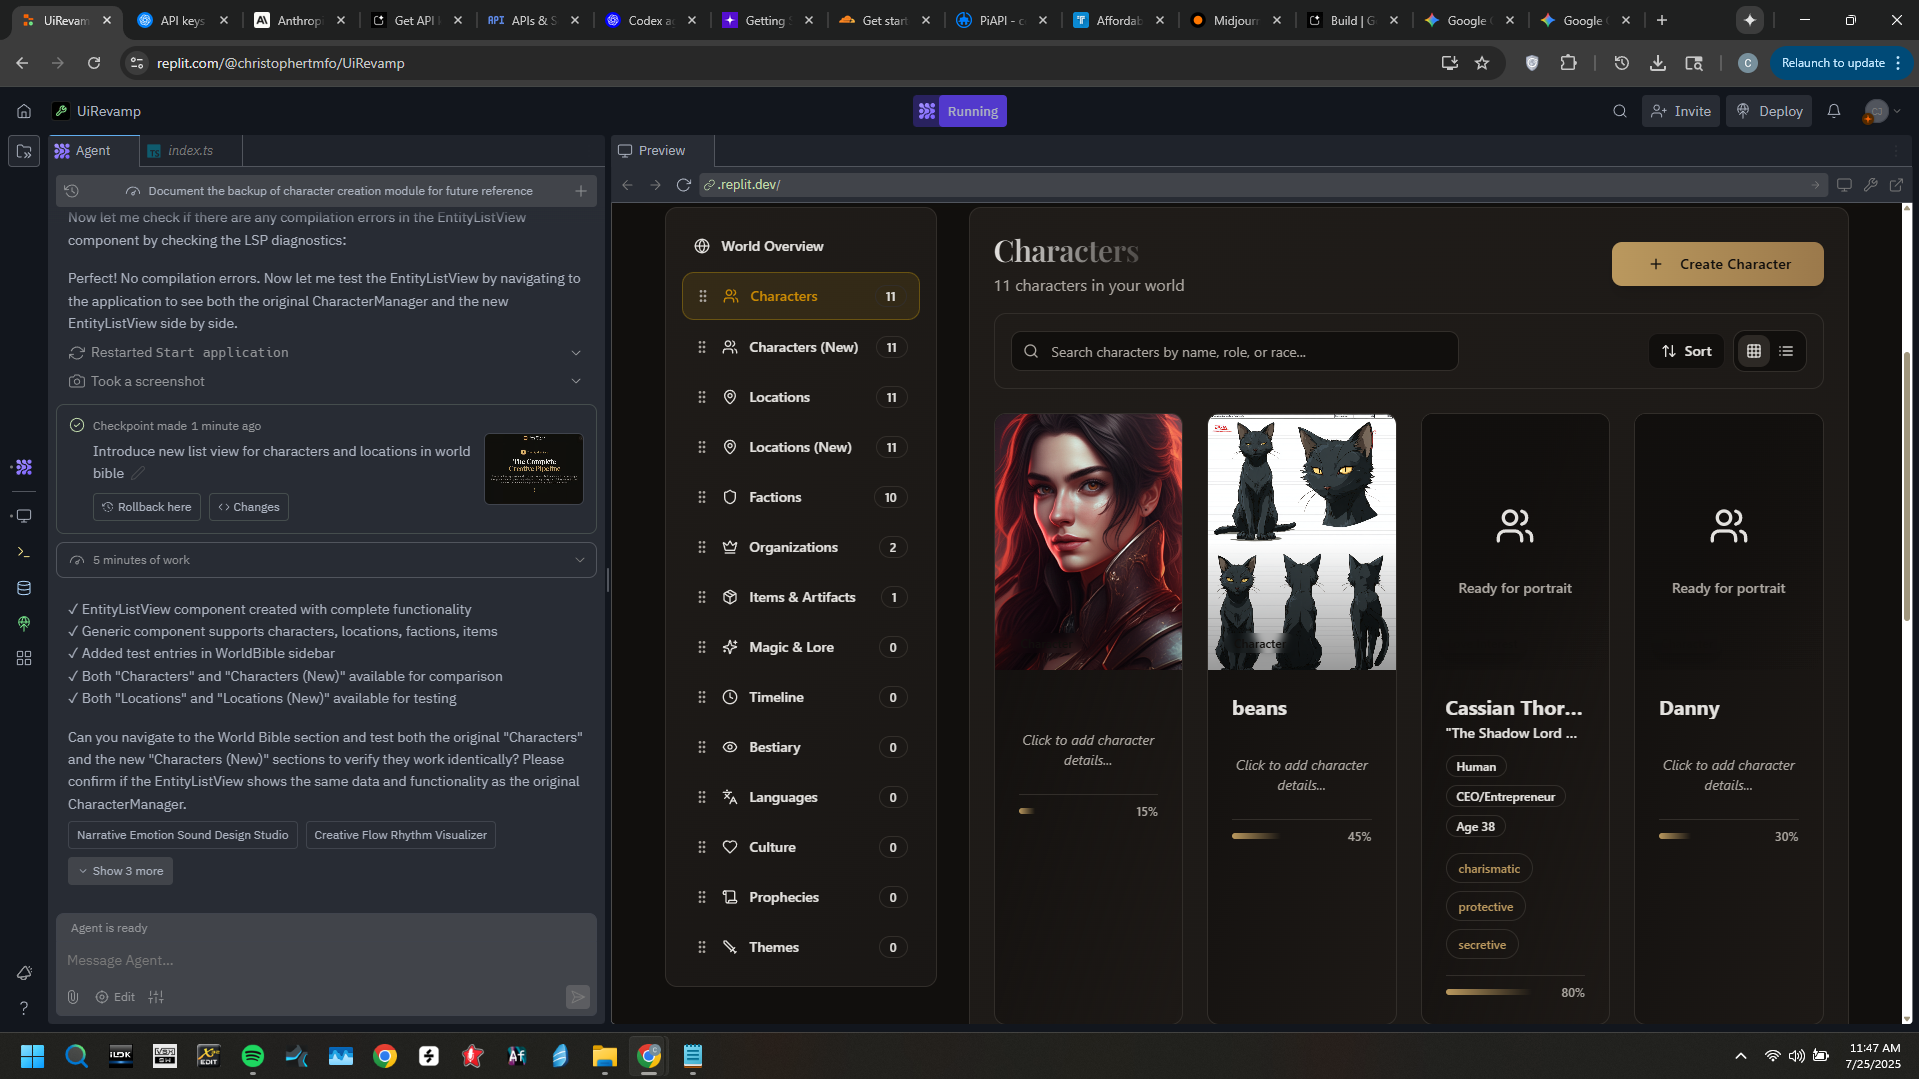 UiRevam
API keys
Anthropi
Get API k
APIs & S
Codex ag
Getting S
Get start
PiAPI - c
Affordab
Midjourn
Build | G
Google
Google
replit.com/@christophertmfo/UiRevamp
Relaunch to update
UiRevamp
Running
Invite
Deploy
Agent
index.ts
Preview
Document the backup of character creation module for future reference
.replit.dev/
Now let me check if there are any compilation errors in the EntityListView
component by checking the LSP diagnostics:
Perfect! No compilation errors. Now let me test the EntityListView by navigating to
the application to see both the original CharacterManager and the new
EntityListView side by side.
Restarted Start application
Took a screenshot
Checkpoint made 1 minute ago
Introduce new list view for characters and locations in world
bible
The Complete
Creative Pipeline
Rollback here
Changes
5 minutes of work
✓ EntityListView component created with complete functionality
✓ Generic component supports characters, locations, factions, items
✓ Added test entries in WorldBible sidebar
✓ Both "Characters" and "Characters (New)" available for comparison
✓ Both "Locations" and "Locations (New)" available for testing
Can you navigate to the World Bible section and test both the original "Characters"
and the new "Characters (New)" sections to verify they work identically? Please
confirm if the EntityListView shows the same data and functionality as the original
CharacterManager.
Narrative Emotion Sound Design Studio
Creative Flow Rhythm Visualizer
Show 3 more
Agent is ready
Message Agent...
Edit
World Overview
Characters 11
Characters (New) 11
Locations 11
Locations (New) 11
Factions 10
Organizations 2
Items & Artifacts 1
Magic & Lore 0
Timeline 0
Bestiary 0
Languages 0
Culture 0
Prophecies 0
Themes 0
Characters
11 characters in your world
+ Create Character
Search characters by name, role, or race...
Sort
Click to add character
details...
15%
Character
beans
Click to add character
details...
45%
Ready for portrait
Cassian Thor...
"The Shadow Lord ...
Human
CEO/Entrepreneur
Age 38
charismatic
protective
secretive
80%
Ready for portrait
Danny
Click to add character
details...
30%
11:47 AM
7/25/2025